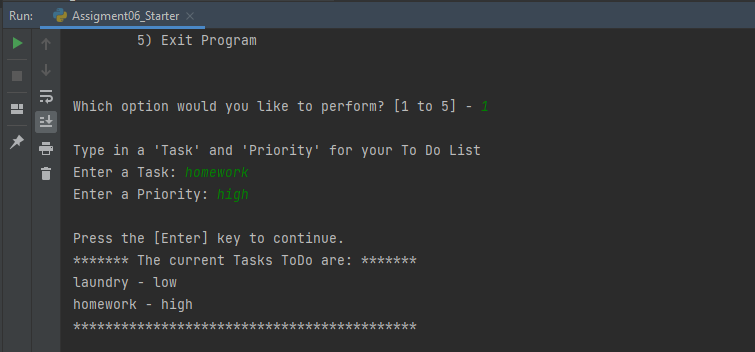 Run: Assigment06_Starter ×
5) Exit Program
Which option would you like to perform? [1 to 5] - 1
Type in a 'Task' and 'Priority' for your To Do List
Enter a Task: homework
Enter a Priority: high
Press the [Enter] key to continue.
******* The current Tasks ToDo are: *******
laundry - low
homework - high
*******************************************